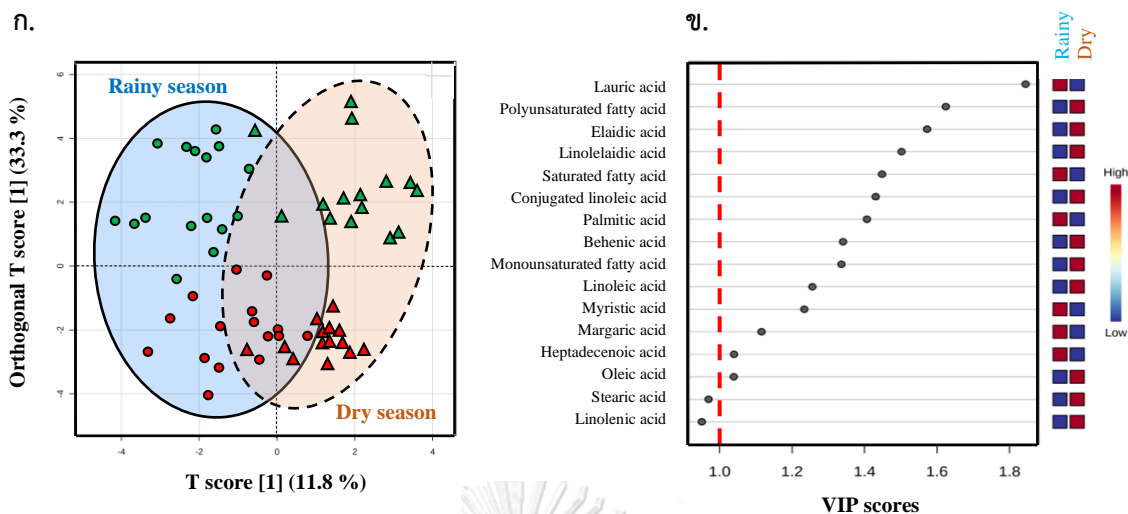 ก.
Rainy season
Dry season
Orthogonal T score [1] (33.3 %)
6
4
2
0
-2
-4
-4
-2
0
2
4
T score [1] (11.8 %)
ข.
Rainy
Dry
Lauric acid
Polyunsaturated fatty acid
Elaidic acid
Linolelaidic acid
Saturated fatty acid
Conjugated linoleic acid
Palmitic acid
Behenic acid
Monounsaturated fatty acid
Linoleic acid
Myristic acid
Margaric acid
Heptadecenoic acid
Oleic acid
Stearic acid
Linolenic acid
High
Low
1.0
1.2
1.4
1.6
1.8
VIP scores